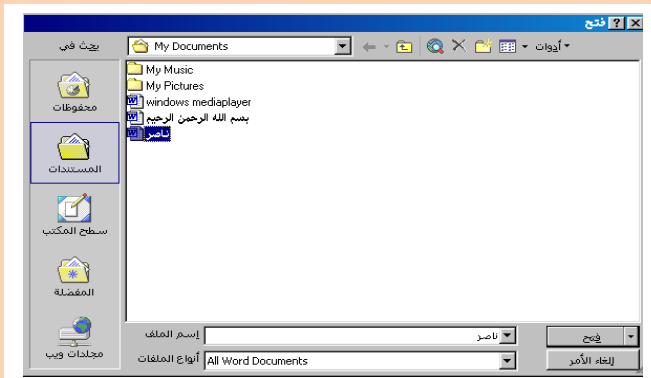 فتح
يحث في
My Documents
أدوات
محفوظات
المستندات
سطح المكتب
المفضلة
مجلدات ويب
My Music
My Pictures
windows mediaplayer
بسم الله الرحمن الرحيم
ناصر
إسم الملف
ناصر
فتح
أنواع الملفات
All Word Documents
إلغاء الأمر